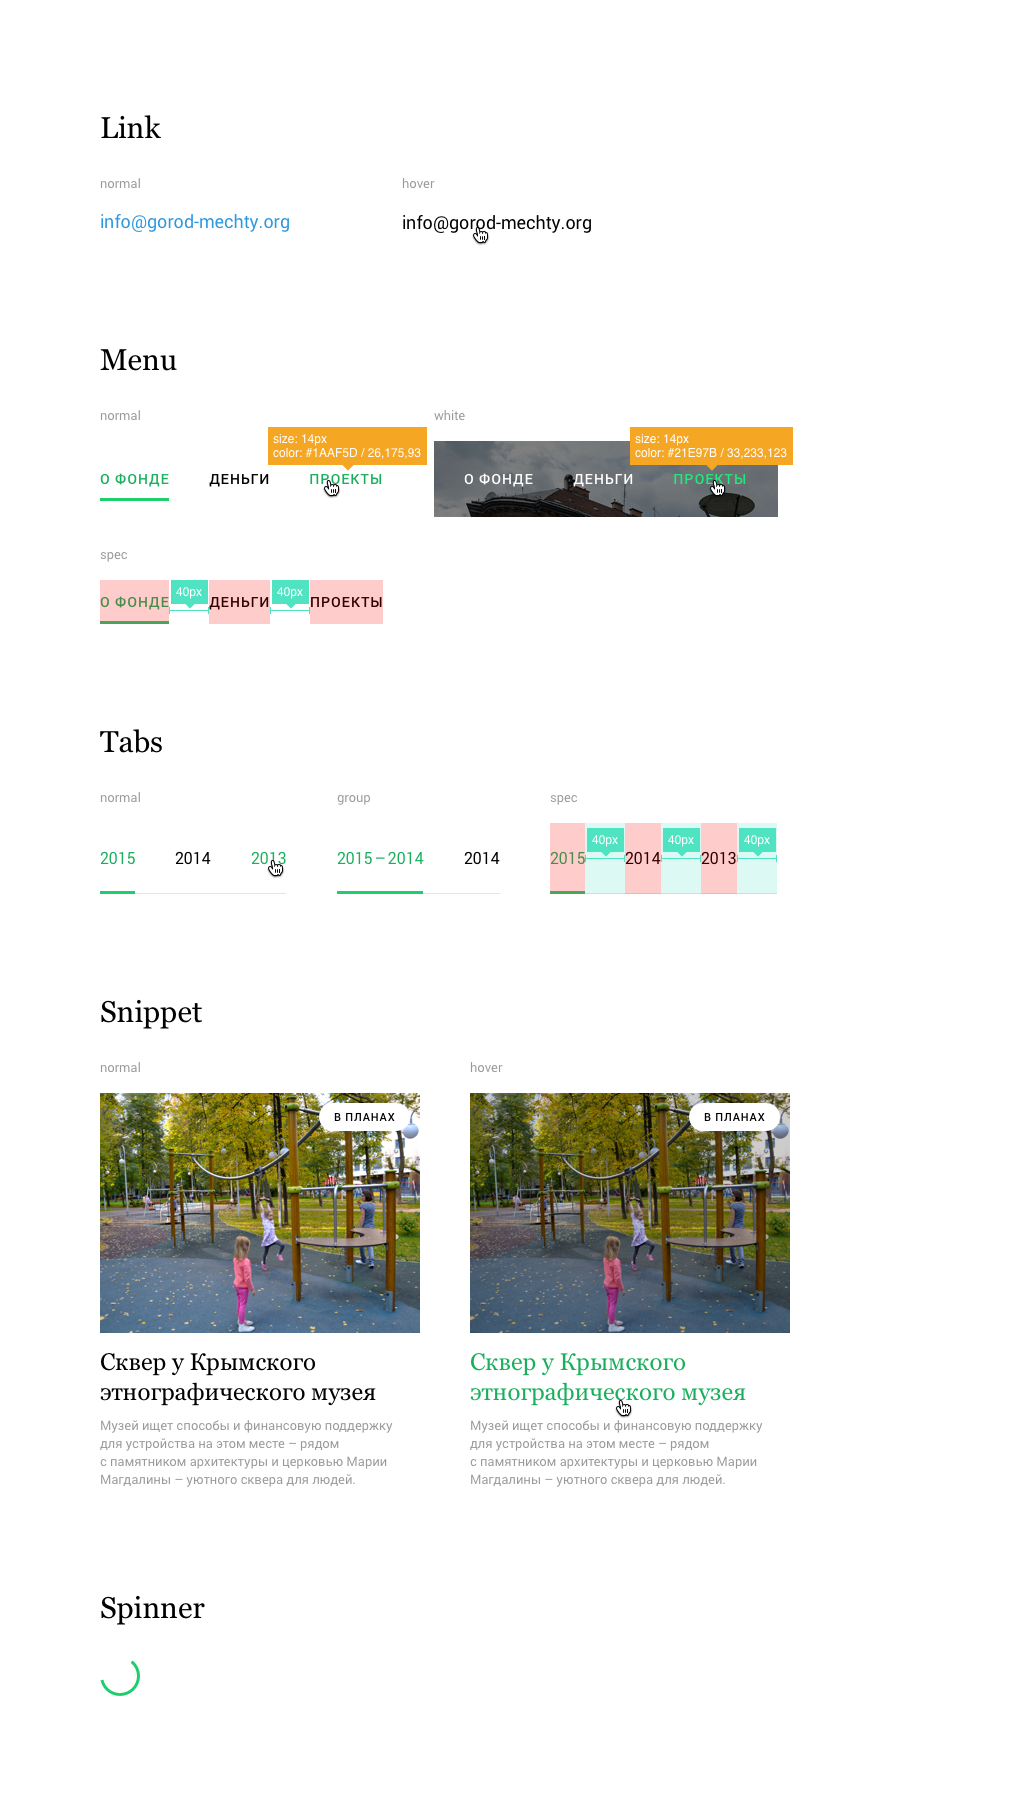 Link
normal
hover
info@gorod-mechty.org
info@gorod-mechty.org
Menu
normal
white
size: 14px
color: #1AAF5D / 26,175,93
size: 14px
color: #21E97B / 33,233,123
О ФОНДЕ
ДЕНЬГИ
ПРОЕКТЫ
О ФОНДЕ
ДЕНЬГИ
ПРОЕКТЫ
spec
О ФОНДЕ
40px
ДЕНЬГИ
40px
ПРОЕКТЫ
Tabs
normal
group
spec
2015
2014
2013
2015 – 2014
2014
2015
40px
2014
40px
2013
40px
Snippet
normal
hover
В ПЛАНАХ
В ПЛАНАХ
Сквер у Крымского
этнографического музея
Музей ищет способы и финансовую поддержку
для устройства на этом месте – рядом
с памятником архитектуры и церковью Марии
Магдалины – уютного сквера для людей.
Сквер у Крымского
этнографического музея
Музей ищет способы и финансовую поддержку
для устройства на этом месте – рядом
с памятником архитектуры и церковью Марии
Магдалины – уютного сквера для людей.
Spinner